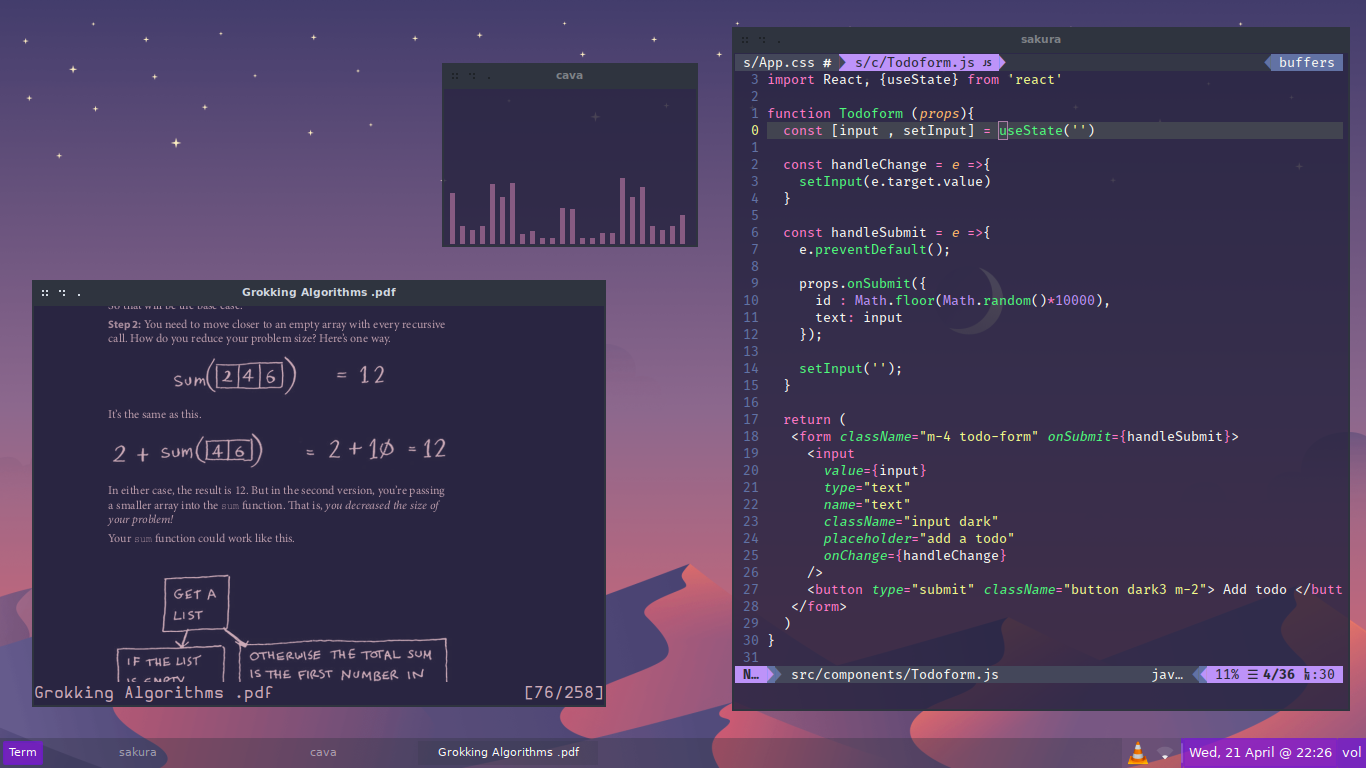 cava
Grokking Algorithms .pdf
So that will be the base case.
Step 2: You need to move closer to an empty array with every recursive
call. How do you reduce your problem size? Here's one way.
sum([2|4|6]) = 12
It's the same as this.
2 + sum([4|6]) = 2 + 10 = 12
In either case, the result is 12. But in the second version, you're passing
a smaller array into the sum function. That is, you decreased the size of
your problem!
Your sum function could work like this.
GET A
LIST
IF THE LIST
IS EMPTY
OTHERWISE THE TOTAL SUM
IS THE FIRST NUMBER IN
Grokking Algorithms .pdf [76/258]
sakura
s/App.css # s/c/Todoform.js JS buffers
3 import React, {useState} from 'react'
2
1 function Todoform (props){
0   const [input , setInput] = useState('')
1
2   const handleChange = e =>{
3     setInput(e.target.value)
4   }
5
6   const handleSubmit = e =>{
7     e.preventDefault();
8
9     props.onSubmit({
10       id : Math.floor(Math.random()*10000),
11       text: input
12     });
13
14     setInput('');
15   }
16
17   return (
18    <form className="m-4 todo-form" onSubmit={handleSubmit}>
19      <input
20        value={input}
21        type="text"
22        name="text"
23        className="input dark"
24        placeholder="add a todo"
25        onChange={handleChange}
26      />
27      <button type="submit" className="button dark3 m-2"> Add todo </butt
28    </form>
29   )
30 }
31
N… src/components/Todoform.js jav… 11% ☰ 4/36 ㏑:30
Term sakura cava Grokking Algorithms .pdf Wed, 21 April @ 22:26 vol